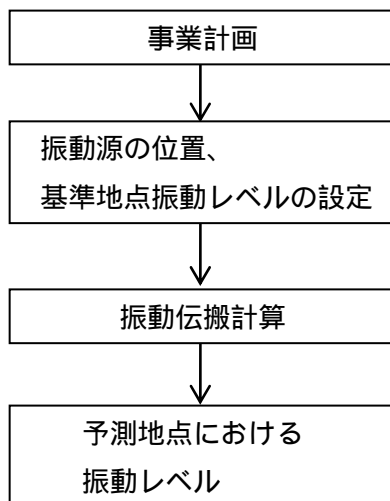 事業計画
振動源の位置、
基準地点振動レベルの設定
振動伝搬計算
予測地点における
振動レベル